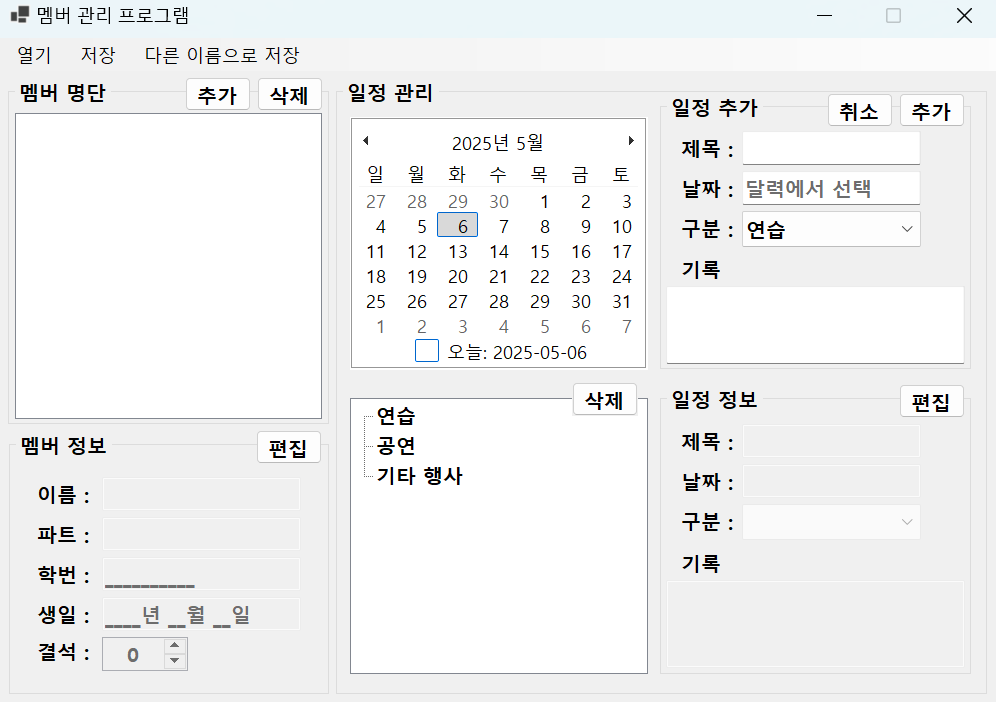 멤버 관리 프로그램
열기 저장 다른 이름으로 저장
멤버 명단 추가 삭제
멤버 정보 편집
이름 :
파트 :
학번 : __________
생일 : ____년 __월 __일
결석 : 0
일정 관리
2025년 5월
일 월 화 수 목 금 토
27 28 29 30 1 2 3
4 5 6 7 8 9 10
11 12 13 14 15 16 17
18 19 20 21 22 23 24
25 26 27 28 29 30 31
1 2 3 4 5 6 7
오늘: 2025-05-06
삭제
연습
공연
기타 행사
일정 추가 취소 추가
제목 :
날짜 : 달력에서 선택
구분 : 연습
기록
일정 정보 편집
제목 :
날짜 :
구분 :
기록